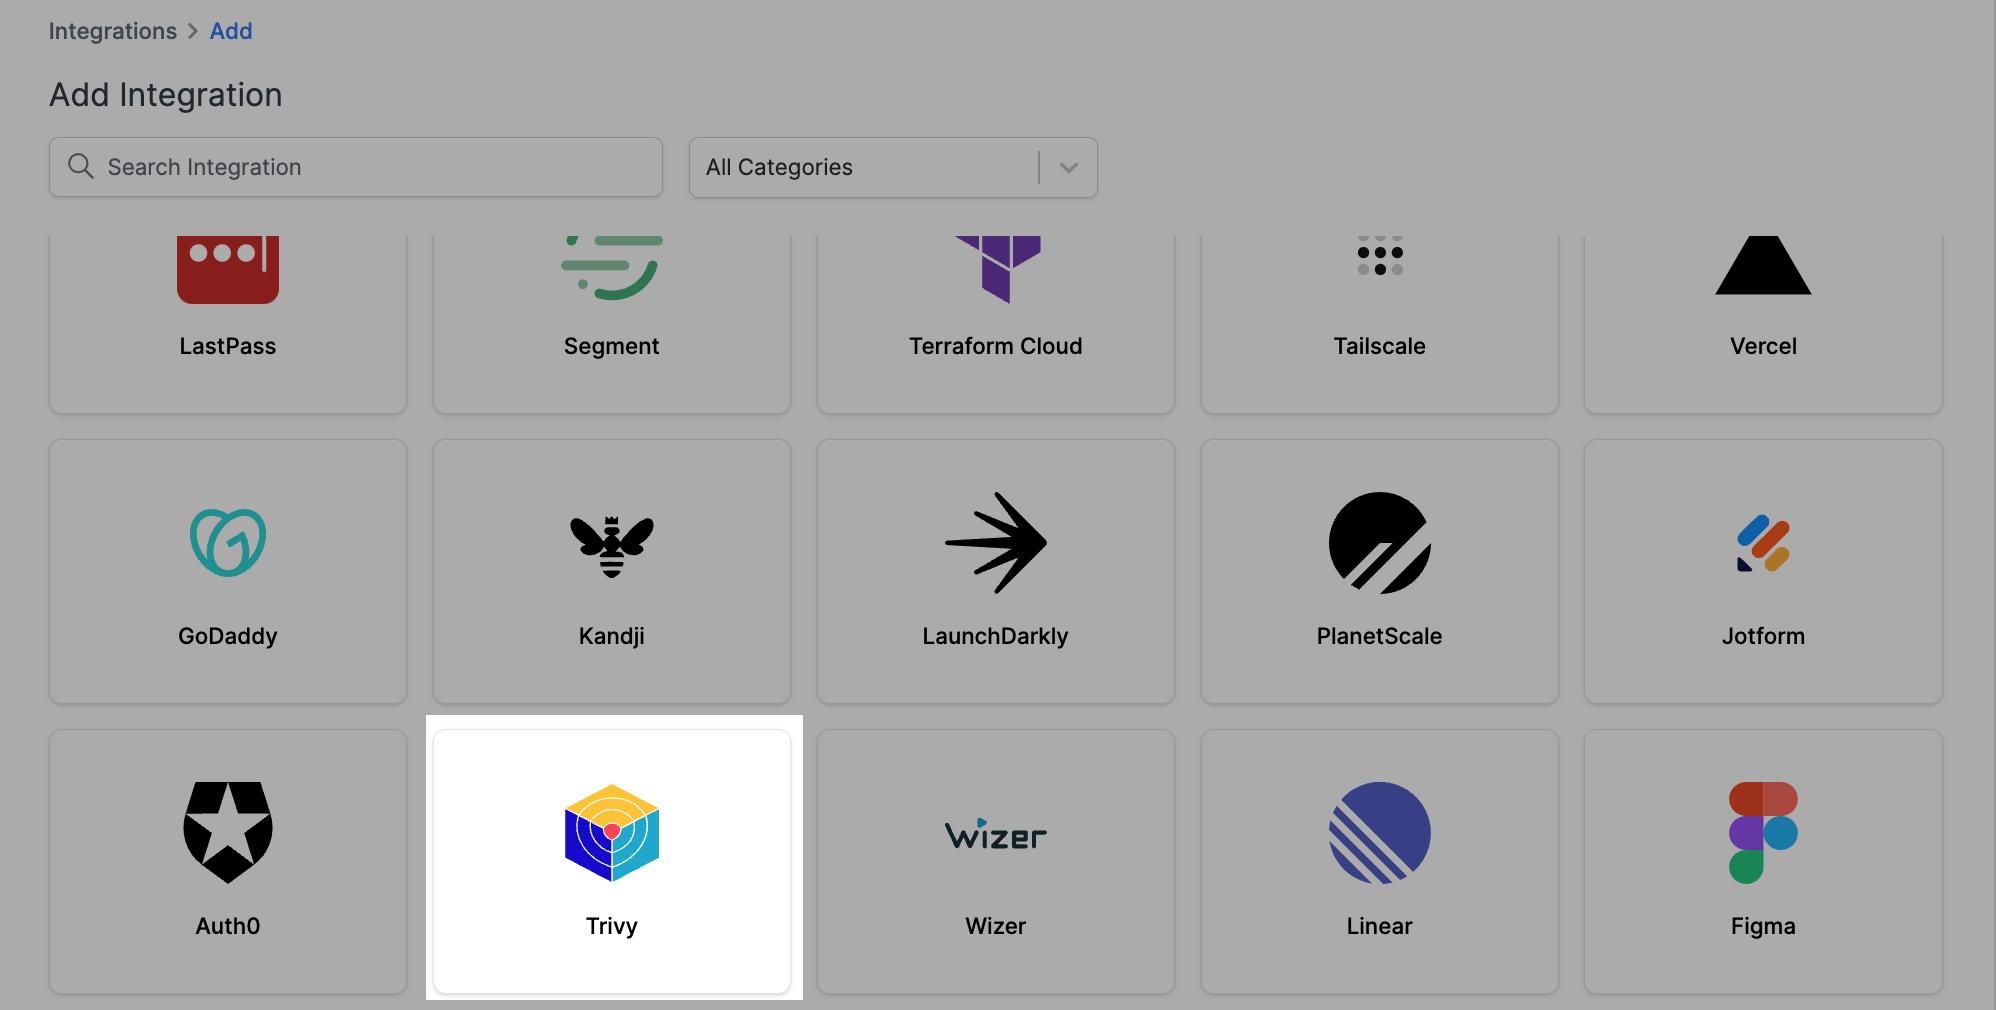 Integrations > Add
Add Integration
Search Integration
All Categories
LastPass
Segment
Terraform Cloud
Tailscale
Vercel
GoDaddy
Kandji
LaunchDarkly
PlanetScale
Jotform
Auth0
Trivy
wizer
Wizer
Linear
Figma